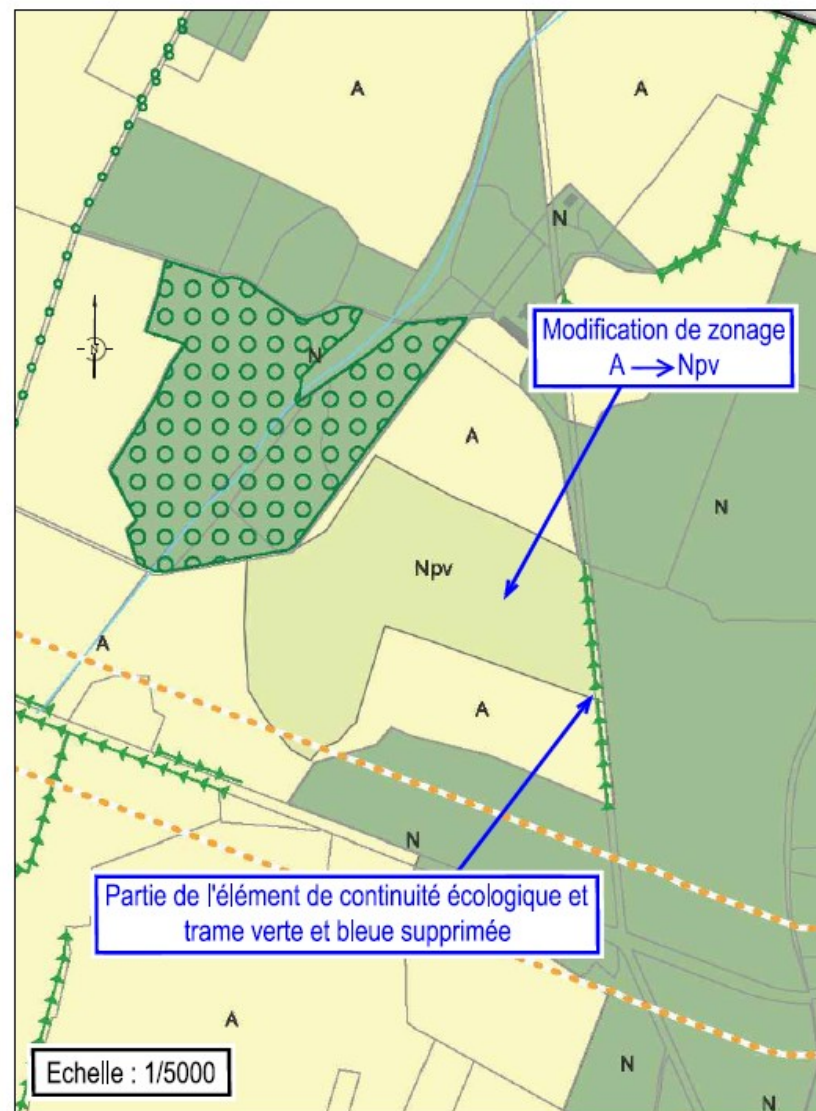 A
A
N
N
N
Modification de zonage
A → Npv
A
N
Npv
A
A
N
Partie de l'élément de continuité écologique et
trame verte et bleue supprimée
A
Echelle : 1/5000
N
N